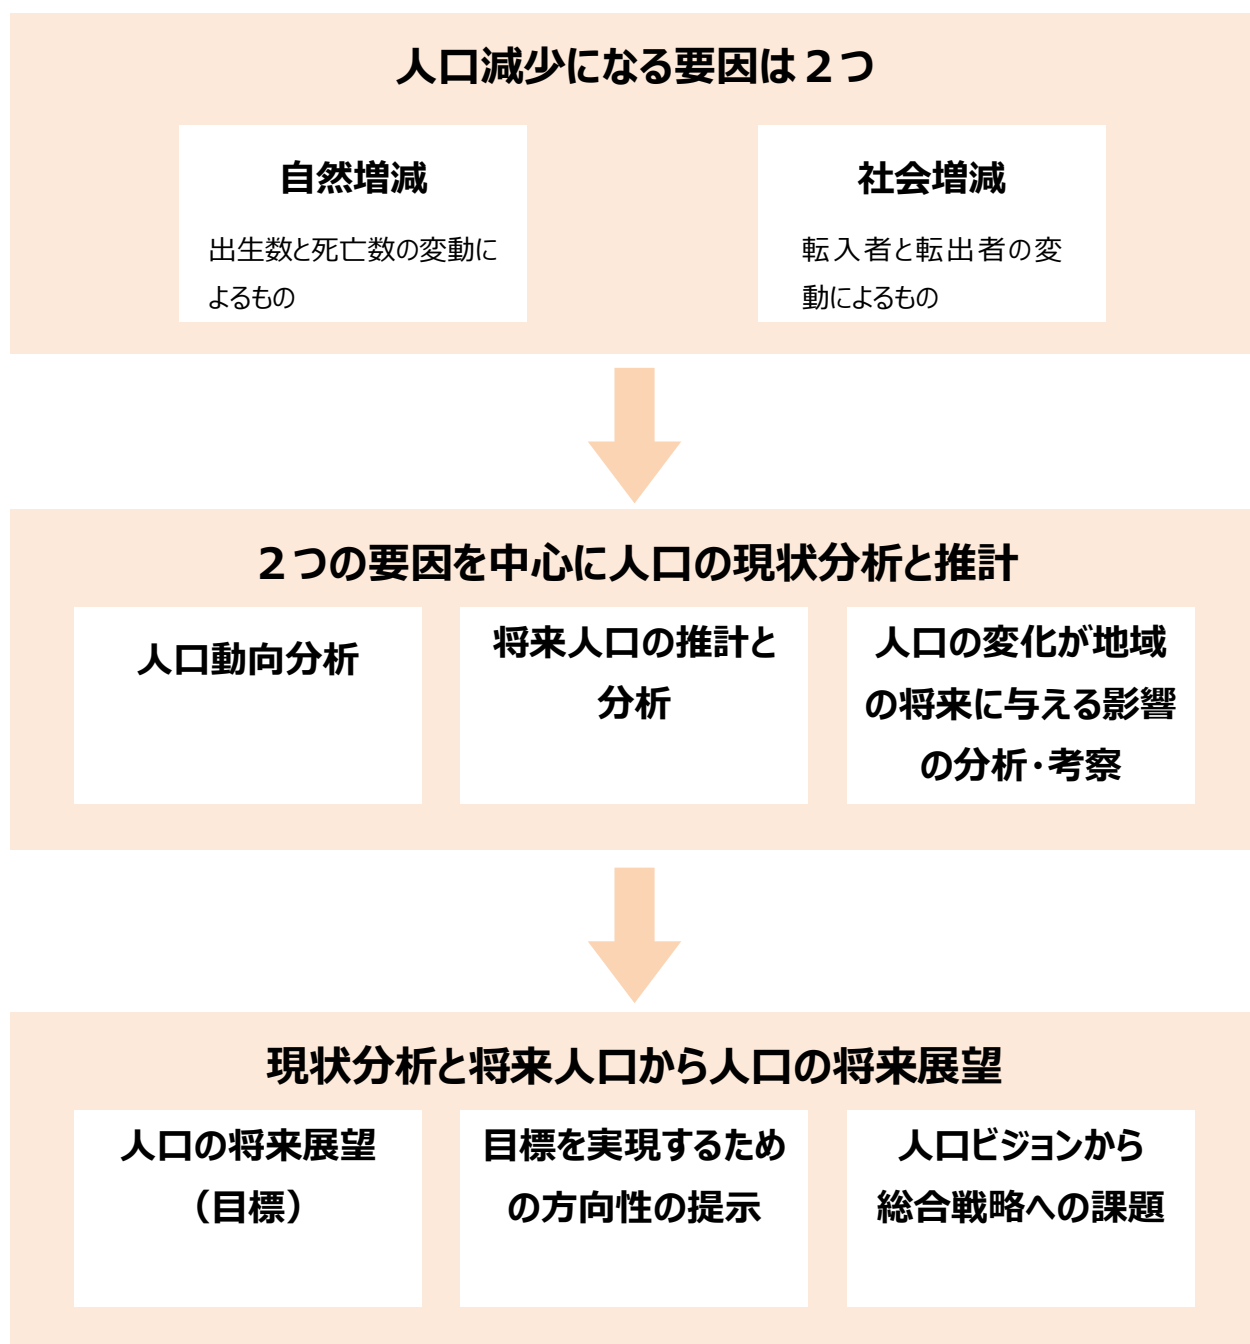 人口減少になる要因は２つ
自然増減
出生数と死亡数の変動に
よるもの
社会増減
転入者と転出者の変
動によるもの
２つの要因を中心に人口の現状分析と推計
人口動向分析
将来人口の推計と
分析
人口の変化が地域
の将来に与える影響
の分析・考察
現状分析と将来人口から人口の将来展望
人口の将来展望
（目標）
目標を実現するため
の方向性の提示
人口ビジョンから
総合戦略への課題